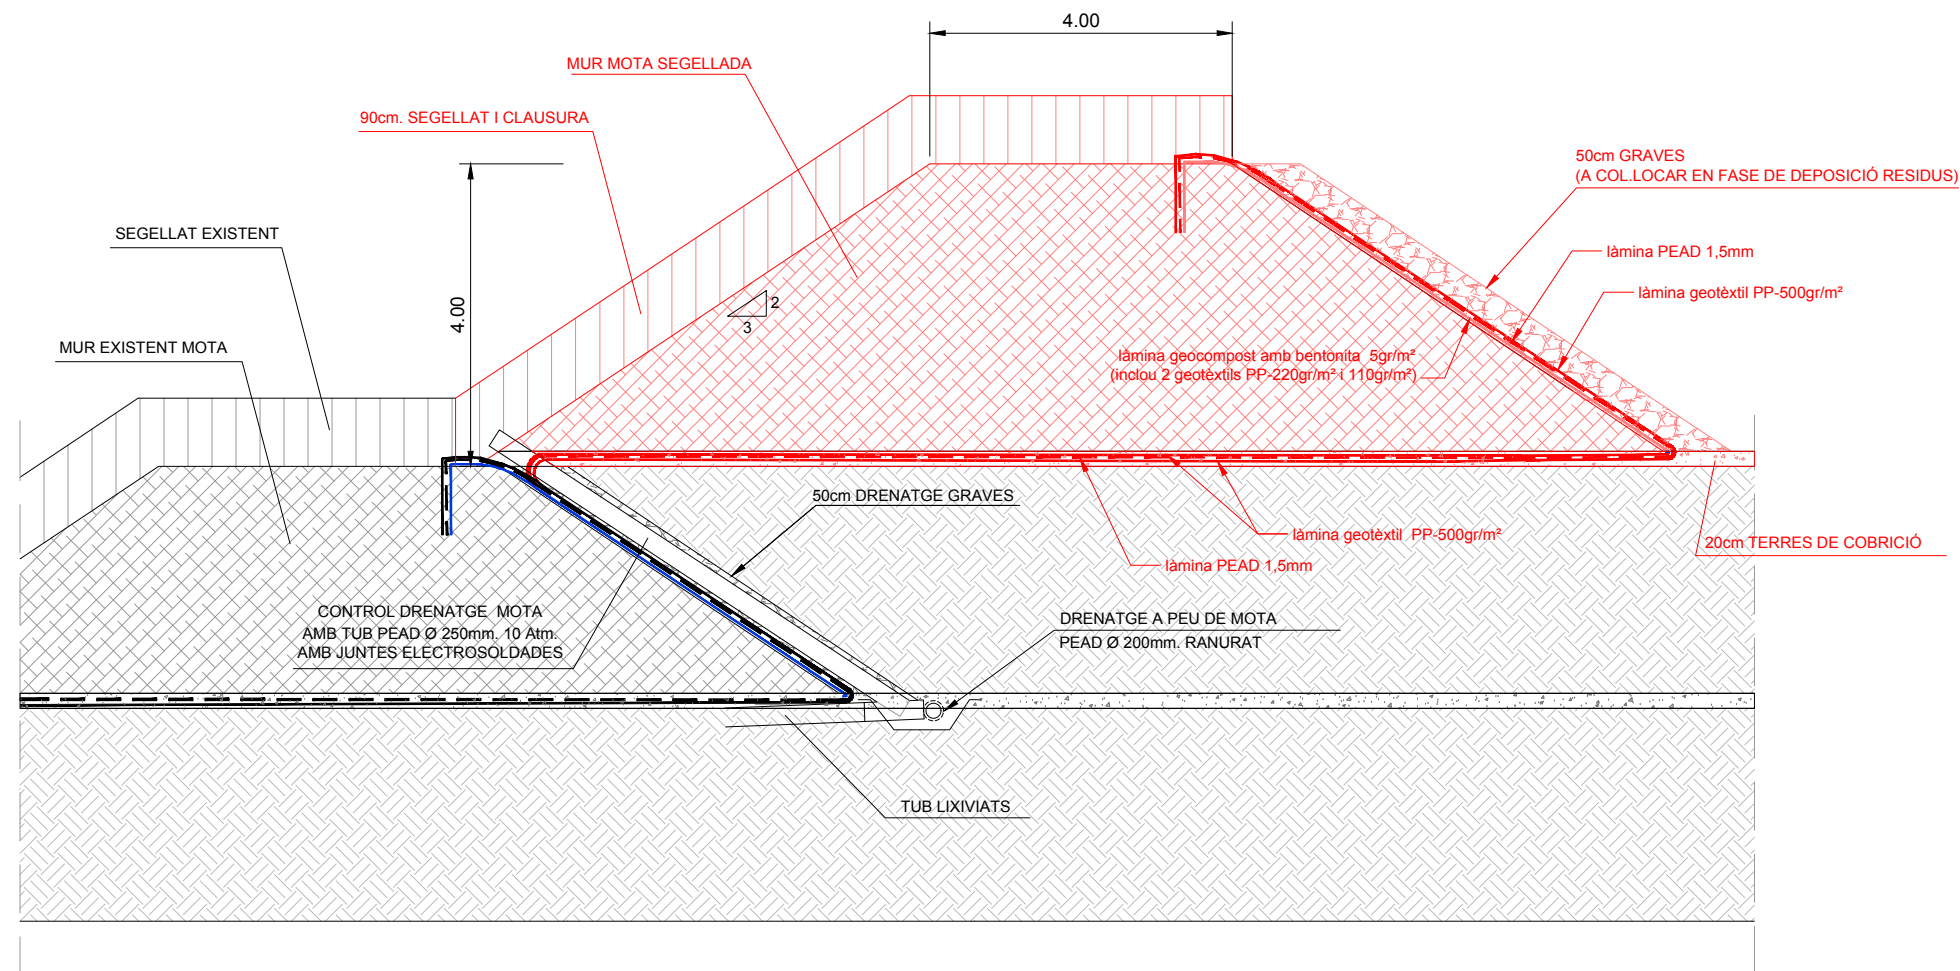 4.00
MUR MOTA SEGELLADA
90cm. SEGELLAT I CLAUSURA
50cm GRAVES
(A COL.LOCAR EN FASE DE DEPOSICIÓ RESIDUS)
SEGELLAT EXISTENT
làmina PEAD 1,5mm
làmina geotèxtil PP-500gr/m²
4.00
2
3
MUR EXISTENT MOTA
làmina geocompost amb bentonita 5gr/m²
(inclou 2 geotèxtils PP-220gr/m² i 110gr/m²)
50cm DRENATGE GRAVES
làmina geotèxtil PP-500gr/m²
20cm TERRES DE COBRICIÓ
làmina PEAD 1,5mm
CONTROL DRENATGE MOTA
AMB TUB PEAD Ø 250mm. 10 Atm.
AMB JUNTES ELECTROSOLDADES
DRENATGE A PEU DE MOTA
PEAD Ø 200mm. RANURAT
TUB LIXIVIATS